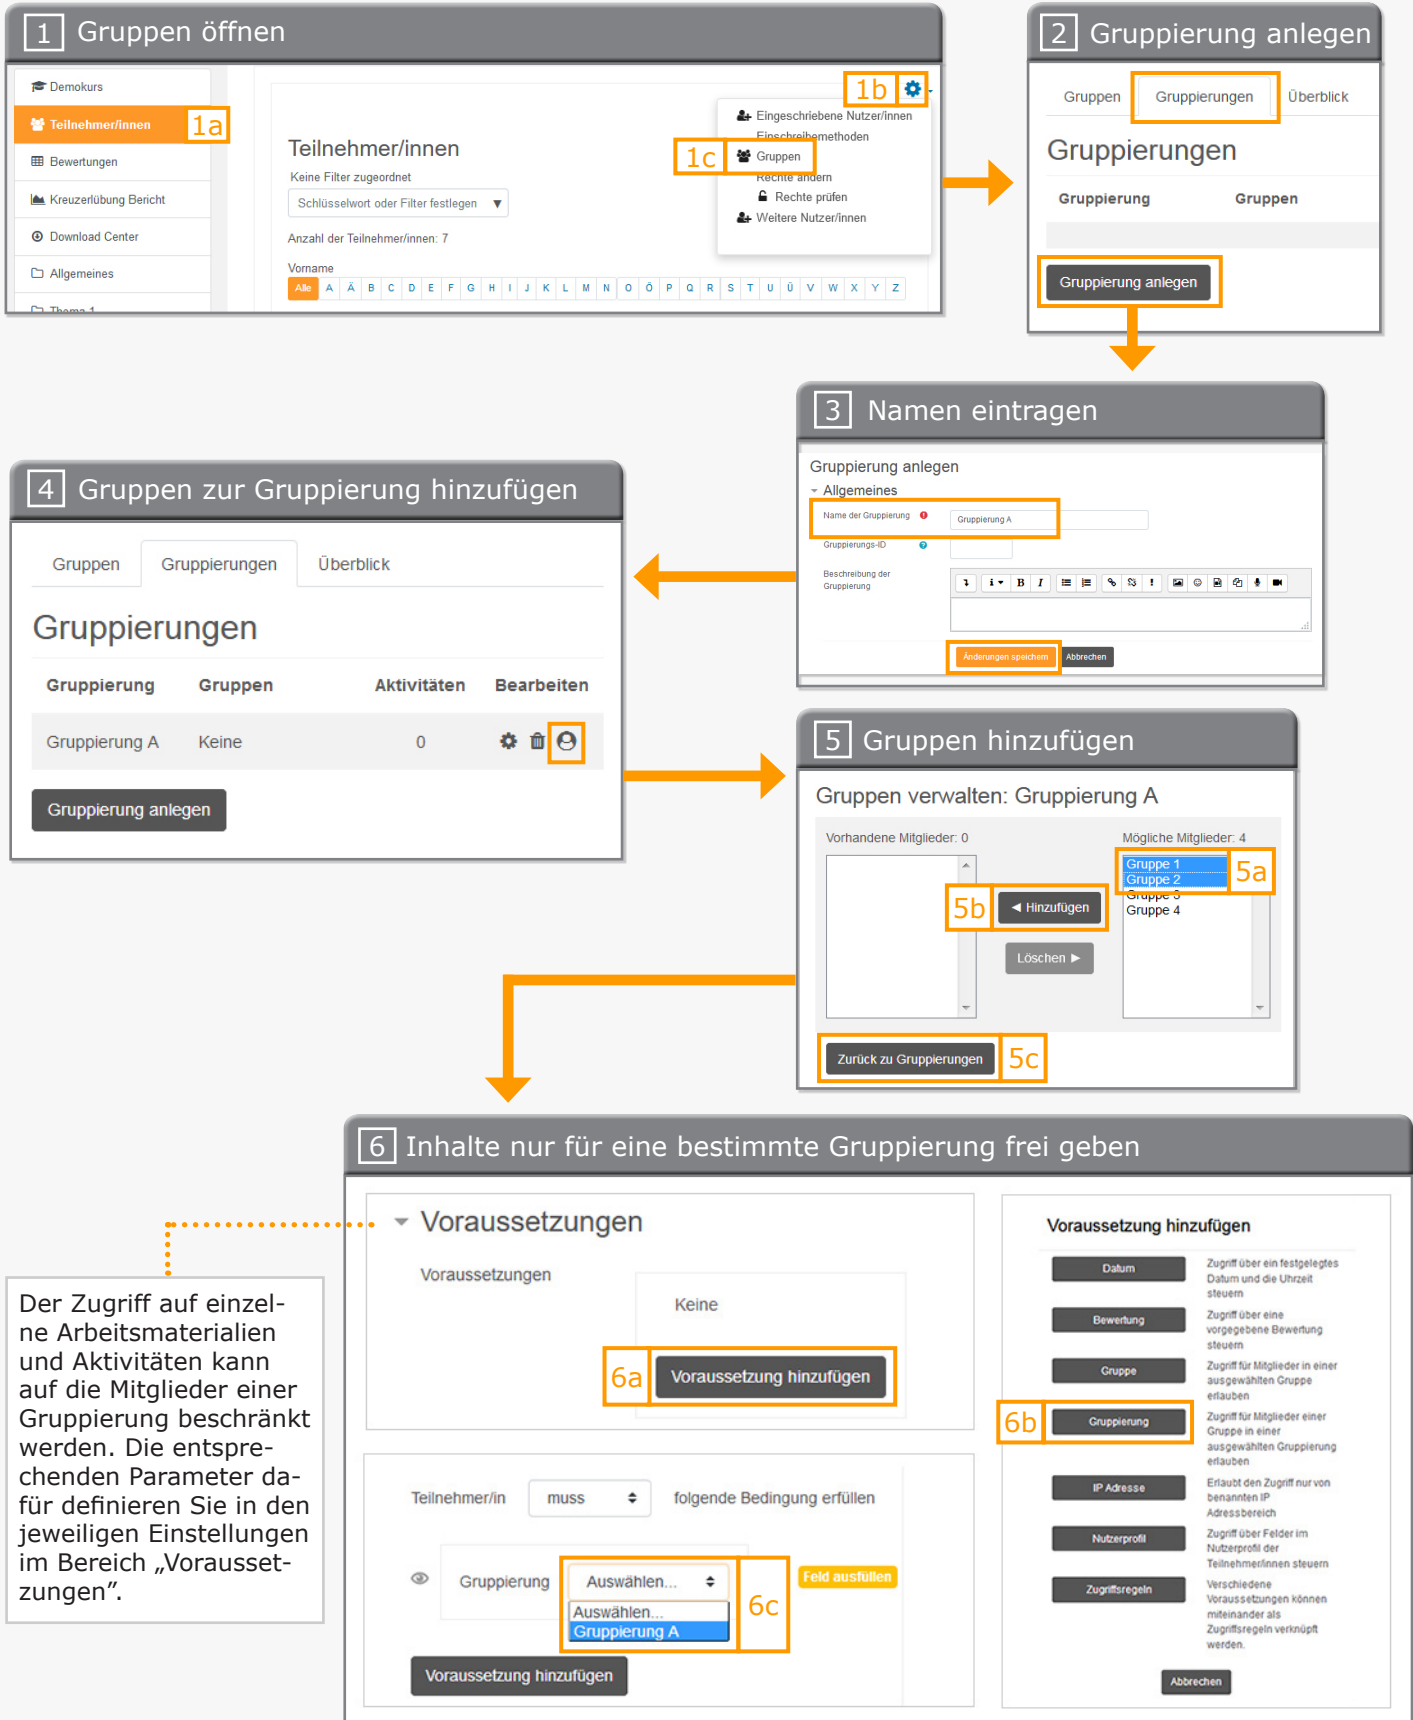 1 Gruppen öffnen
Demokurs
Teilnehmer/innen
1a
Bewertungen
Kreuzerlübung Bericht
Download Center
Allgemeines
Thema 1
1b
Teilnehmer/innen
Keine Filter zugeordnet
Schlüsselwort oder Filter festlegen ▼
Anzahl der Teilnehmer/innen: 7
Vorname
Alle A Ä B C D E F G H I J K L M N O Ö P Q R S T U Ü V W X Y Z
Eingeschriebene Nutzer/innen
Einschreibemethoden
1c
Gruppen
Rechte ändern
Rechte prüfen
Weitere Nutzer/innen
2 Gruppierung anlegen
Gruppen Gruppierungen Überblick
Gruppierungen
Gruppierung Gruppen
Gruppierung anlegen
3 Namen eintragen
Gruppierung anlegen
Allgemeines
Name der Gruppierung Gruppierung A
Gruppierungs-ID
Beschreibung der
Gruppierung
Änderungen speichern Abbrechen
4 Gruppen zur Gruppierung hinzufügen
Gruppen Gruppierungen Überblick
Gruppierungen
Gruppierung Gruppen Aktivitäten Bearbeiten
Gruppierung A Keine 0
Gruppierung anlegen
5 Gruppen hinzufügen
Gruppen verwalten: Gruppierung A
Vorhandene Mitglieder: 0 Mögliche Mitglieder: 4
Gruppe 1
Gruppe 2
Gruppe 3
Gruppe 4
5a
5b
◄ Hinzufügen
Löschen ►
Zurück zu Gruppierungen 5c
6 Inhalte nur für eine bestimmte Gruppierung frei geben
Voraussetzungen
Voraussetzungen
Keine
6a Voraussetzung hinzufügen
Teilnehmer/in muss folgende Bedingung erfüllen
Gruppierung Auswählen... Feld ausfüllen
Auswählen...
Gruppierung A
6c
Voraussetzung hinzufügen
Voraussetzung hinzufügen
Datum
Zugriff über ein festgelegtes
Datum und die Uhrzeit
steuern
Bewertung
Zugriff über eine
vorgegebene Bewertung
steuern
Gruppe
Zugriff für Mitglieder in einer
ausgewählten Gruppe
erlauben
6b Gruppierung
Zugriff für Mitglieder einer
Gruppe in einer
ausgewählten Gruppierung
erlauben
IP Adresse
Erlaubt den Zugriff nur von
benannten IP
Adressbereich
Nutzerprofil
Zugriff über Felder im
Nutzerprofil der
Teilnehmer/innen steuern
Zugriffsregeln
Verschiedene
Voraussetzungen können
miteinander als
Zugriffsregeln verknüpft
werden.
Abbrechen
Der Zugriff auf einzel-
ne Arbeitsmaterialien
und Aktivitäten kann
auf die Mitglieder einer
Gruppierung beschränkt
werden. Die entspre-
chenden Parameter da-
für definieren Sie in den
jeweiligen Einstellungen
im Bereich „Vorausset-
zungen”.